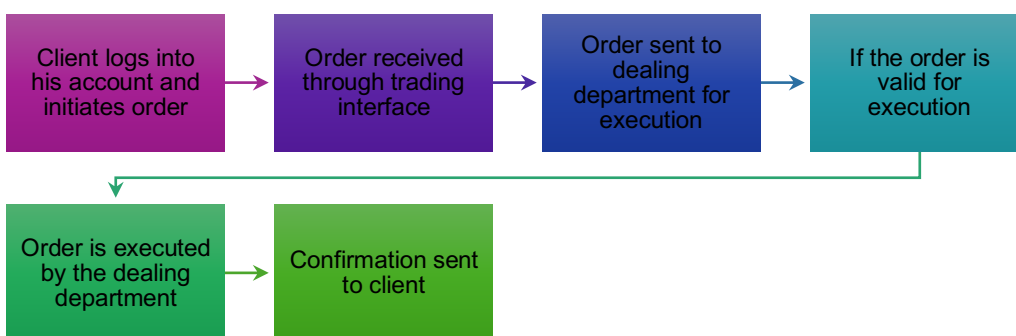 Client logs into
his account and
initiates order
Order received
through trading
interface
Order sent to
dealing
department for
execution
If the order is
valid for
execution
Order is executed
by the dealing
department
Confirmation sent
to client